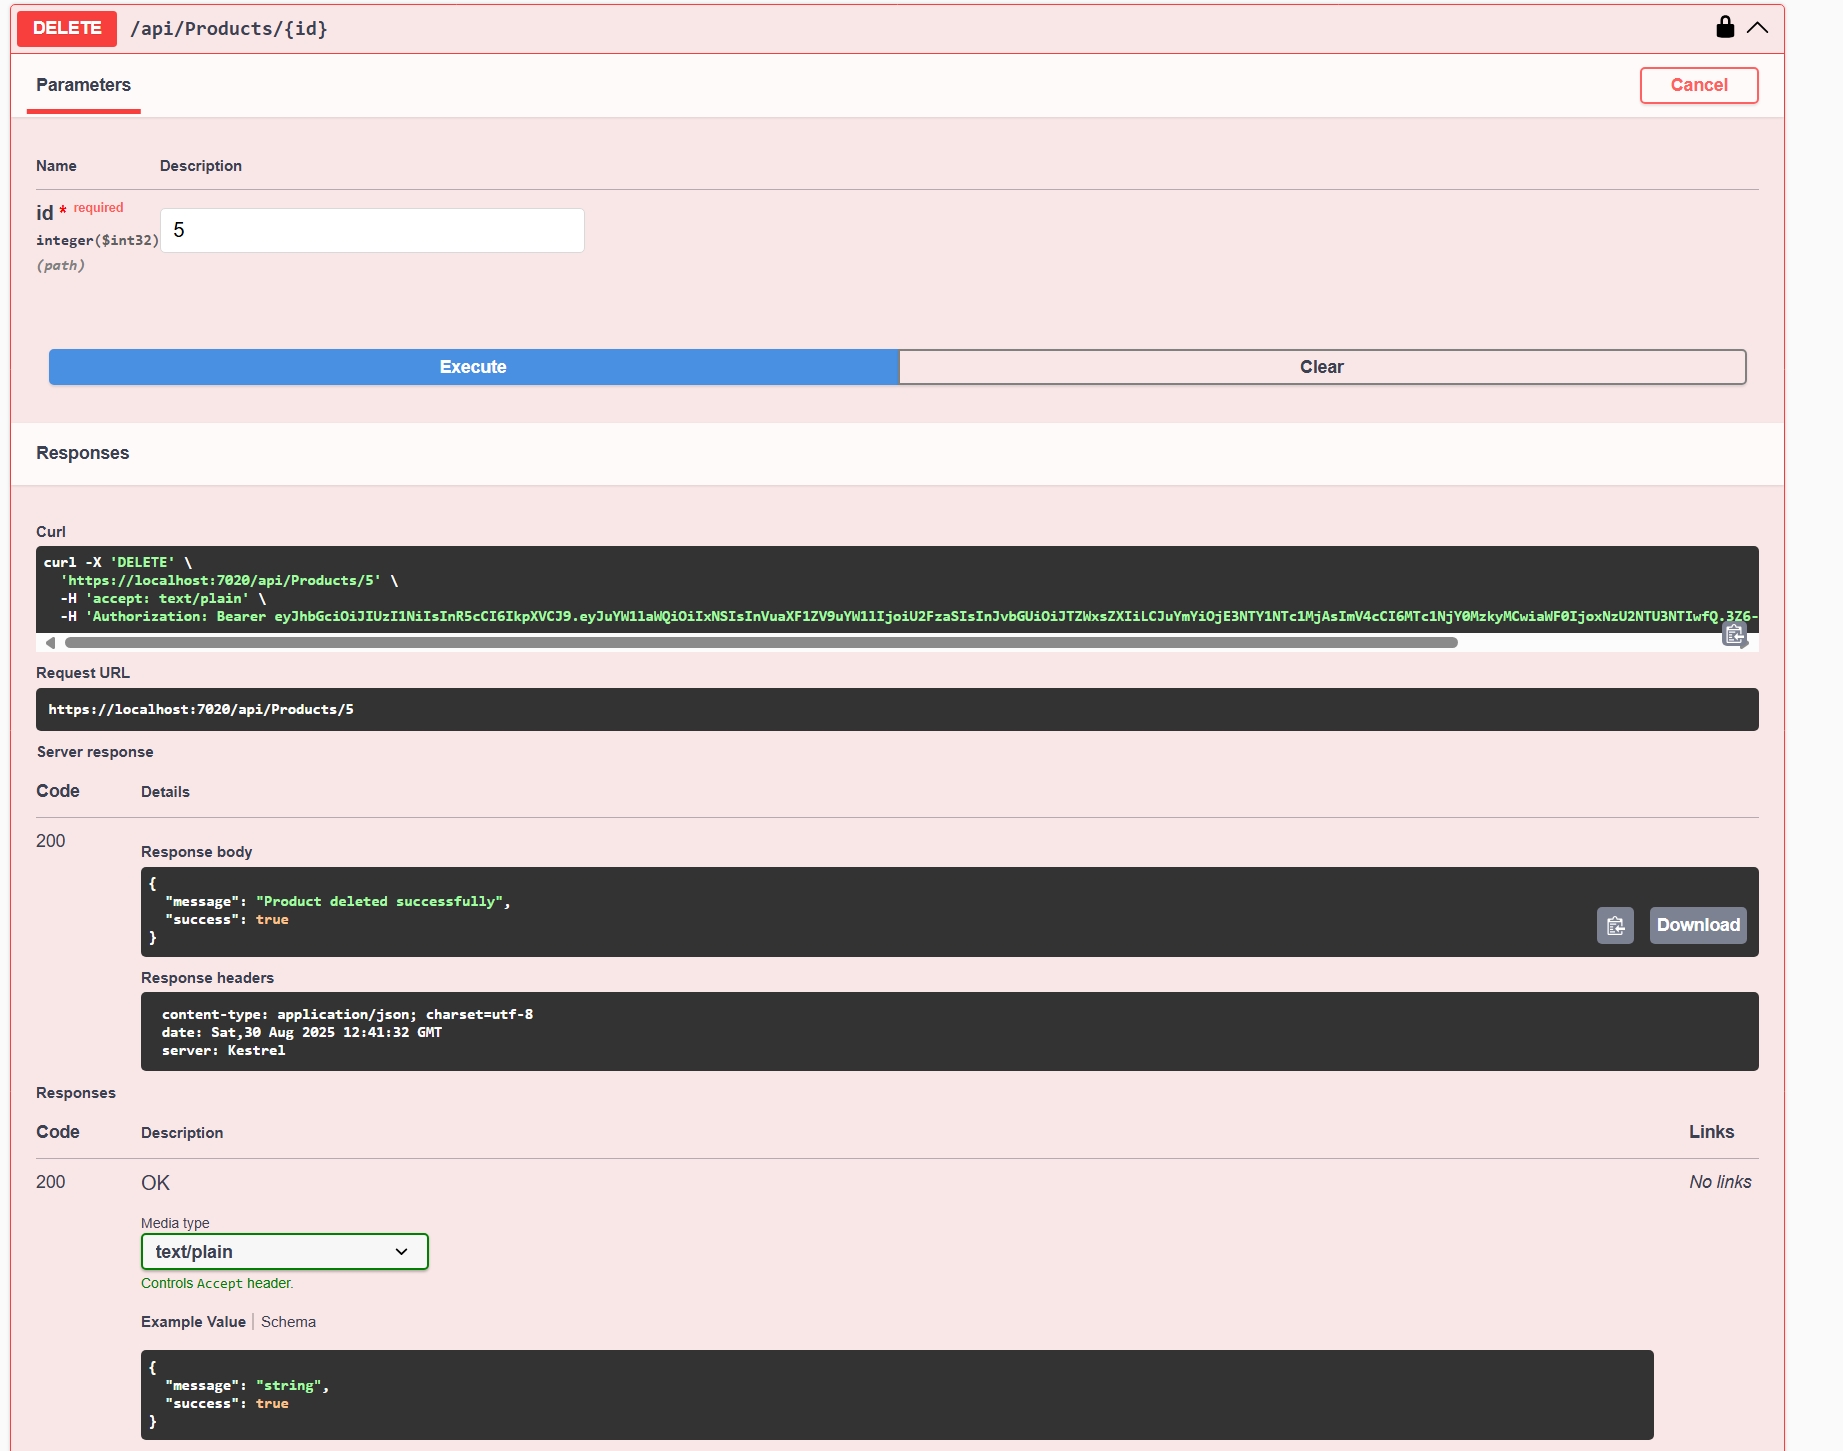 DELETE /api/Products/{id}
Parameters
Cancel
Name Description
id * required
integer($int32)
(path)
5
Execute Clear
Responses
Curl
curl -X 'DELETE' \
'https://localhost:7020/api/Products/5' \
-H 'accept: text/plain' \
-H 'Authorization: Bearer eyJhbGciOiJIUzI1NiIsInR5cCI6IkpXVCJ9.eyJuYW1laWQiOiIxNSIsInVuaXF1ZV9uYW1lIjoiU2FzaSIsInJvbGUiOiJTZWxsZXIiLCJuYmYiOjE3NTY1NTc1MjAsImV4cCI6MTc1NjY0MzkyMCwiaWF0IjoxNzU2NTU3NTIwfQ.3Z6-
Request URL
https://localhost:7020/api/Products/5
Server response
Code Details
200
Response body
{
"message": "Product deleted successfully",
"success": true
}
Download
Response headers
content-type: application/json; charset=utf-8
date: Sat,30 Aug 2025 12:41:32 GMT
server: Kestrel
Responses
Code Description Links
200 OK No links
Media type
text/plain
Controls Accept header.
Example Value Schema
{
"message": "string",
"success": true
}